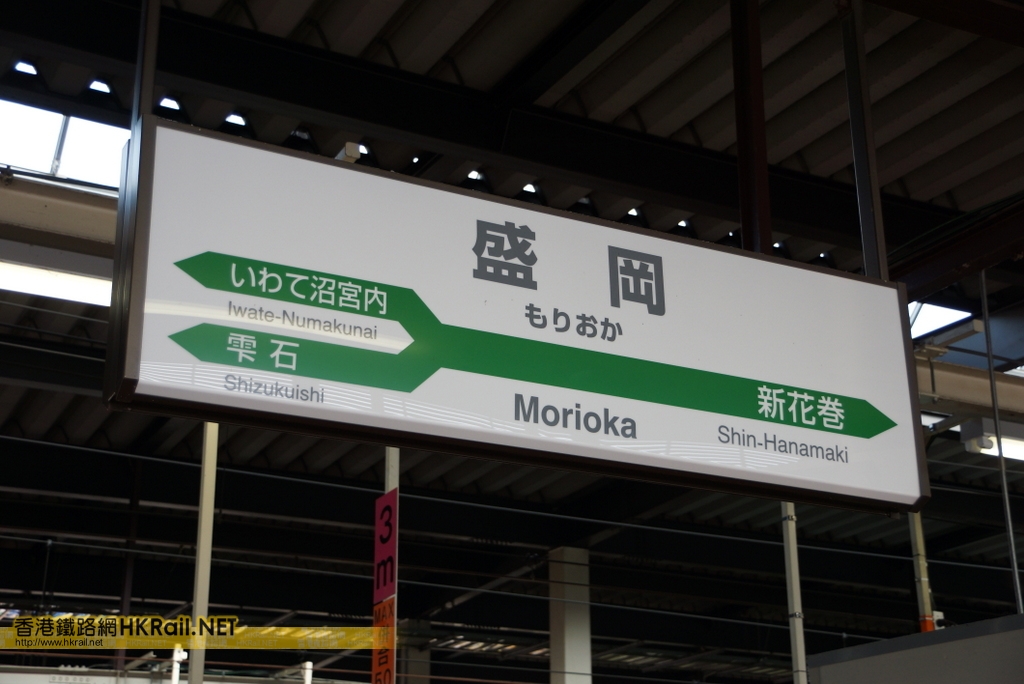 盛岡
もりおか
いわて沼宮内
Iwate-Numakunai
雫石
Shizukuishi
Morioka
新花巻
Shin-Hanamaki
3
m
MAX
香港鐵路網HKRail.NET
http://www.hkrail.net